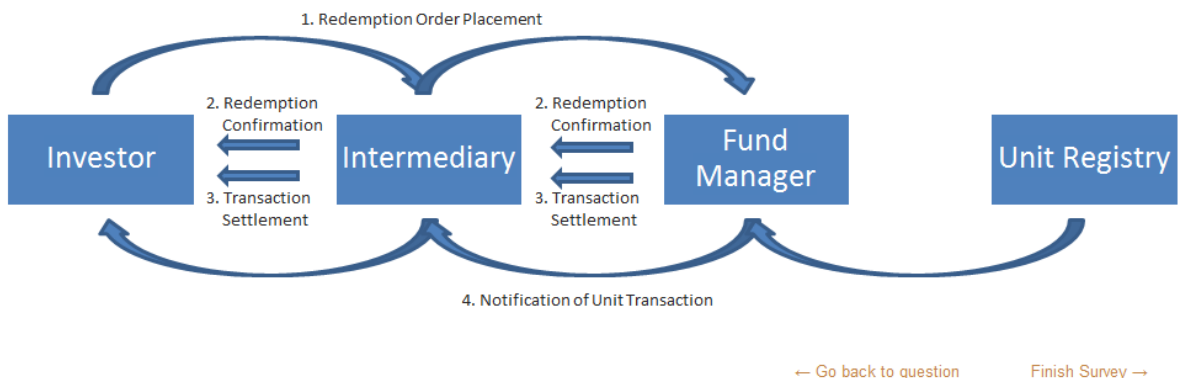 1. Redemption Order Placement
2. Redemption
Confirmation
2. Redemption
Confirmation
Investor
Intermediary
Fund
Manager
Unit Registry
3. Transaction
Settlement
3. Transaction
Settlement
4. Notification of Unit Transaction
← Go back to question
Finish Survey →